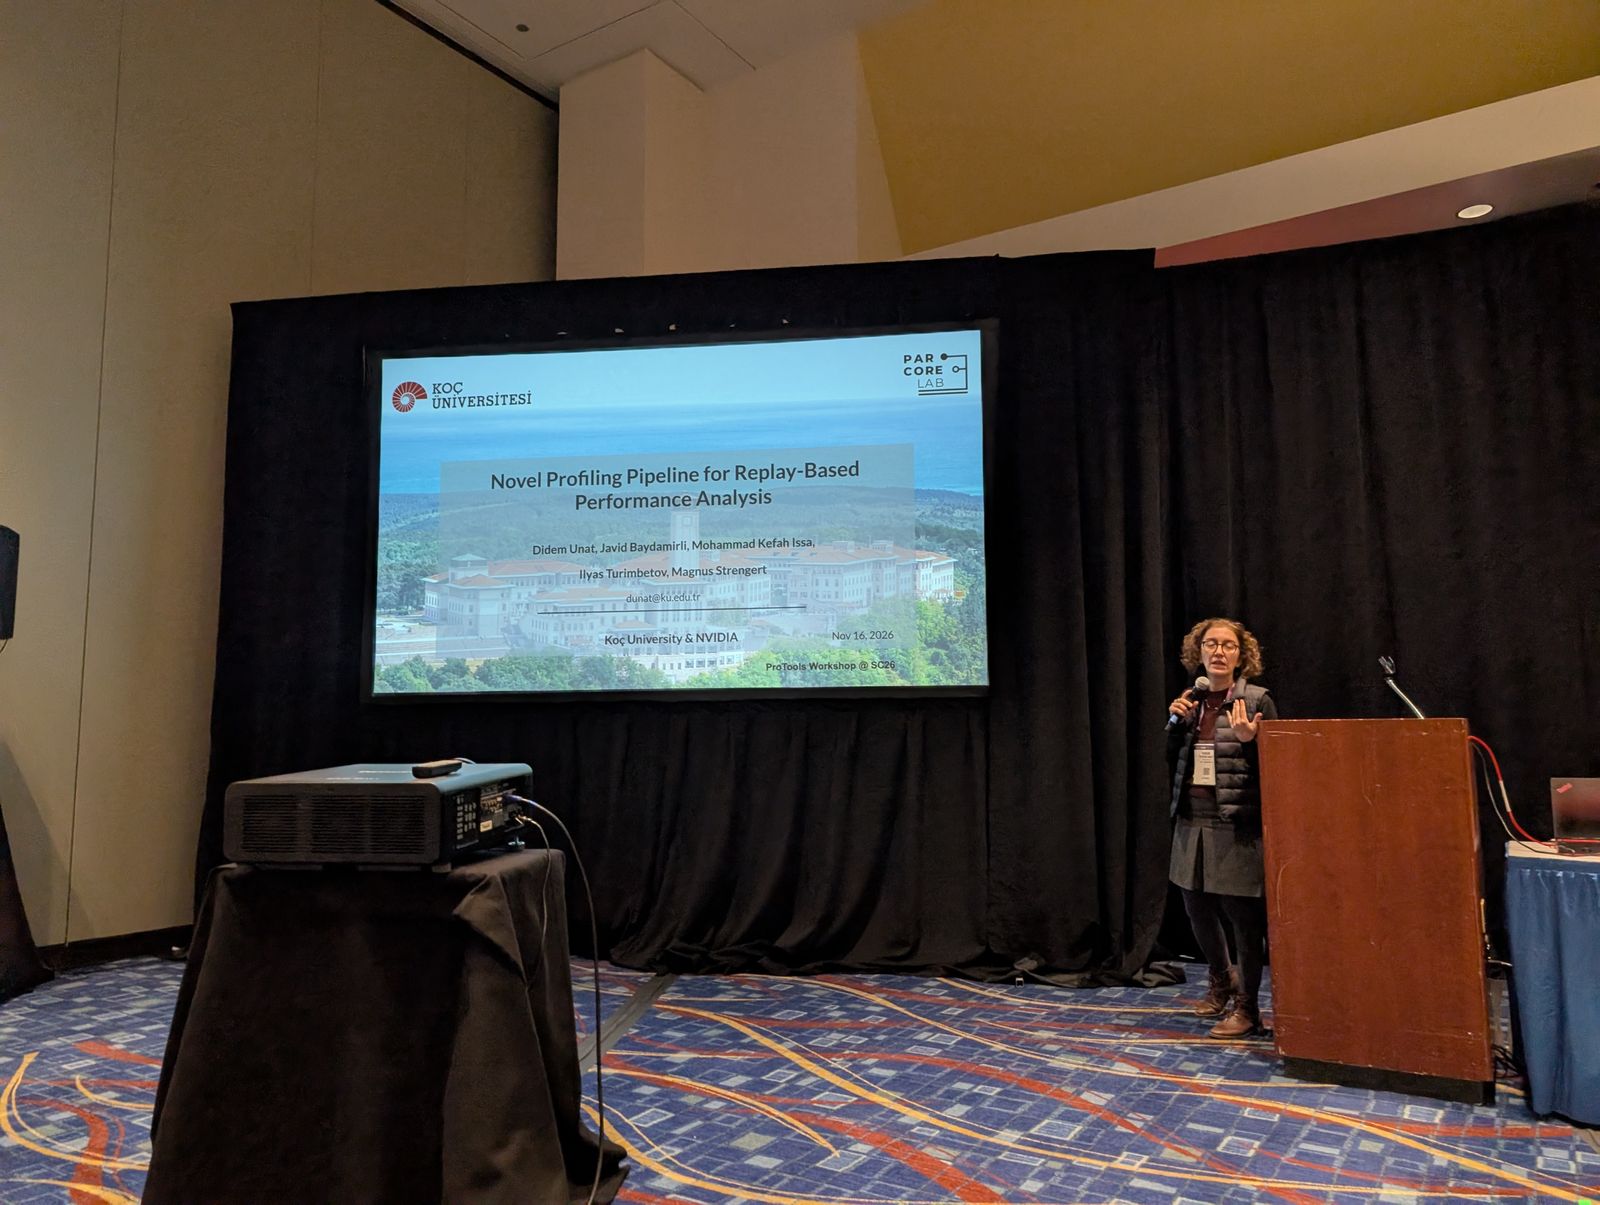 KOÇ
ÜNİVERSİTESİ
PAR
CORE
LAB
Novel Profiling Pipeline for Replay-Based
Performance Analysis
Didem Unat, Javid Baydamirli, Mohammad Kefah Issa,
Ilyas Turimbetov, Magnus Strengert
dunat@ku.edu.tr
Koç University & NVIDIA
Nov 16, 2026
ProTools Workshop @ SC26